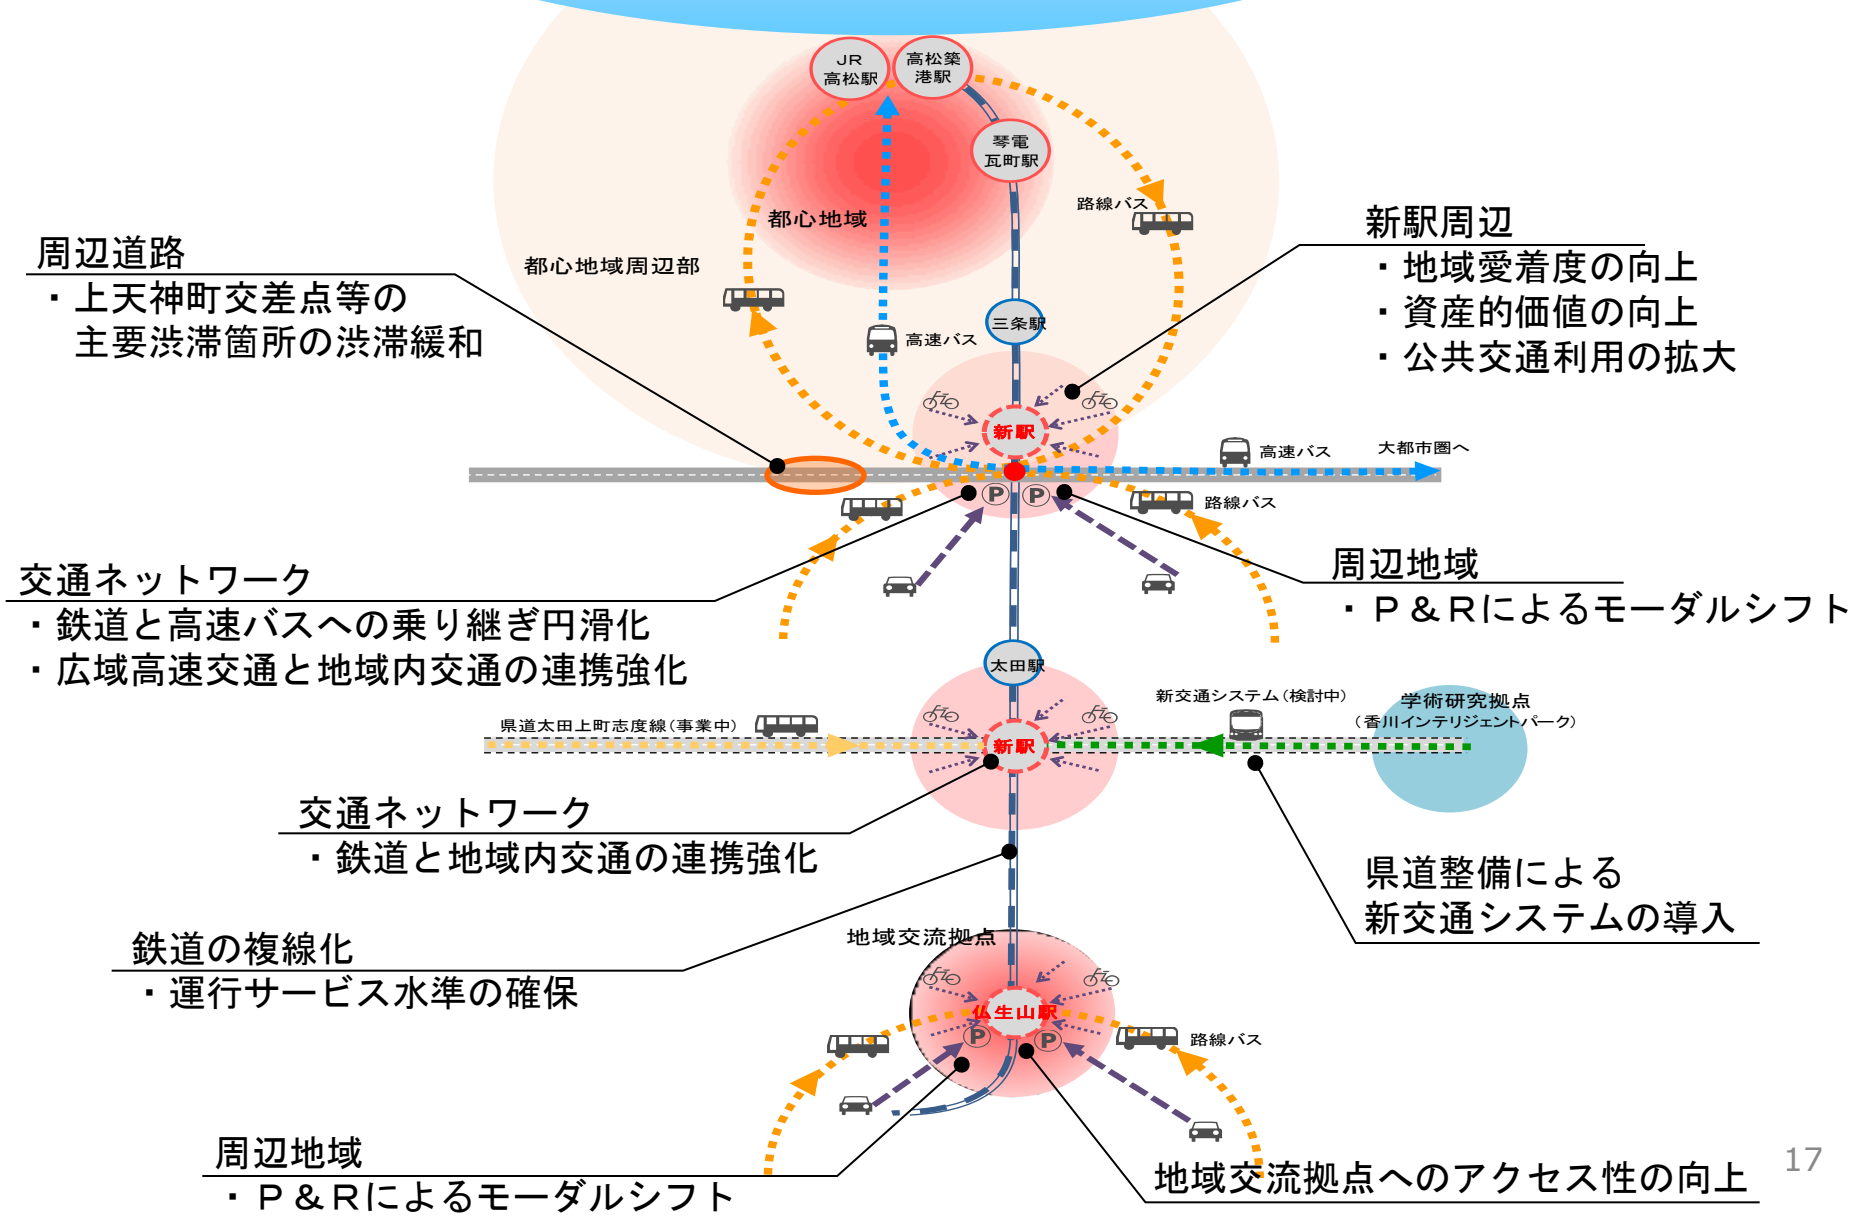 JR
高松駅
高松築
港駅
琴電
瓦町駅
路線バス
都心地域
都心地域周辺部
周辺道路
・上天神町交差点等の
主要渋滞箇所の渋滞緩和
新駅周辺
・地域愛着度の向上
・資産的価値の向上
・公共交通利用の拡大
三条駅
高速バス
新駅
高速バス
大都市圏へ
P
P
路線バス
交通ネットワーク
・鉄道と高速バスへの乗り継ぎ円滑化
・広域高速交通と地域内交通の連携強化
周辺地域
・P&Rによるモーダルシフト
太田駅
県道太田上町志度線(事業中)
新駅
新交通システム(検討中)
学術研究拠点
(香川インテリジェントパーク)
交通ネットワーク
・鉄道と地域内交通の連携強化
県道整備による
新交通システムの導入
鉄道の複線化
・運行サービス水準の確保
地域交流拠点
仏生山駅
P
P
路線バス
周辺地域
・P&Rによるモーダルシフト
地域交流拠点へのアクセス性の向上
17